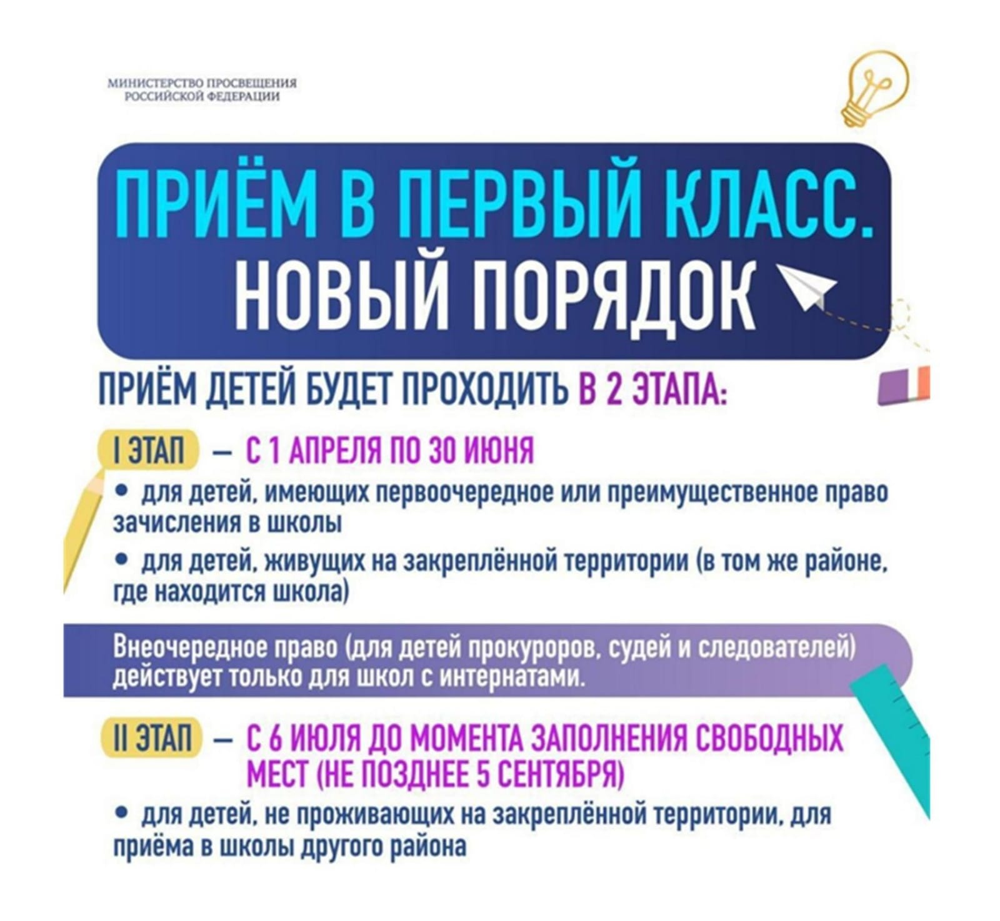 МИНИСТЕРСТВО ПРОСВЕЩЕНИЯ
РОССИЙСКОЙ ФЕДЕРАЦИИ
ПРИЁМ В ПЕРВЫЙ КЛАСС.
НОВЫЙ ПОРЯДОК
ПРИЁМ ДЕТЕЙ БУДЕТ ПРОХОДИТЬ В 2 ЭТАПА:
I ЭТАП – С 1 АПРЕЛЯ ПО 30 ИЮНЯ
• для детей, имеющих первоочередное или преимущественное право
зачисления в школы
• для детей, живущих на закреплённой территории (в том же районе,
где находится школа)
Внеочередное право (для детей прокуроров, судей и следователей)
действует только для школ с интернатами.
II ЭТАП – С 6 ИЮЛЯ ДО МОМЕНТА ЗАПОЛНЕНИЯ СВОБОДНЫХ
МЕСТ (НЕ ПОЗДНЕЕ 5 СЕНТЯБРЯ)
• для детей, не проживающих на закреплённой территории, для
приёма в школы другого района